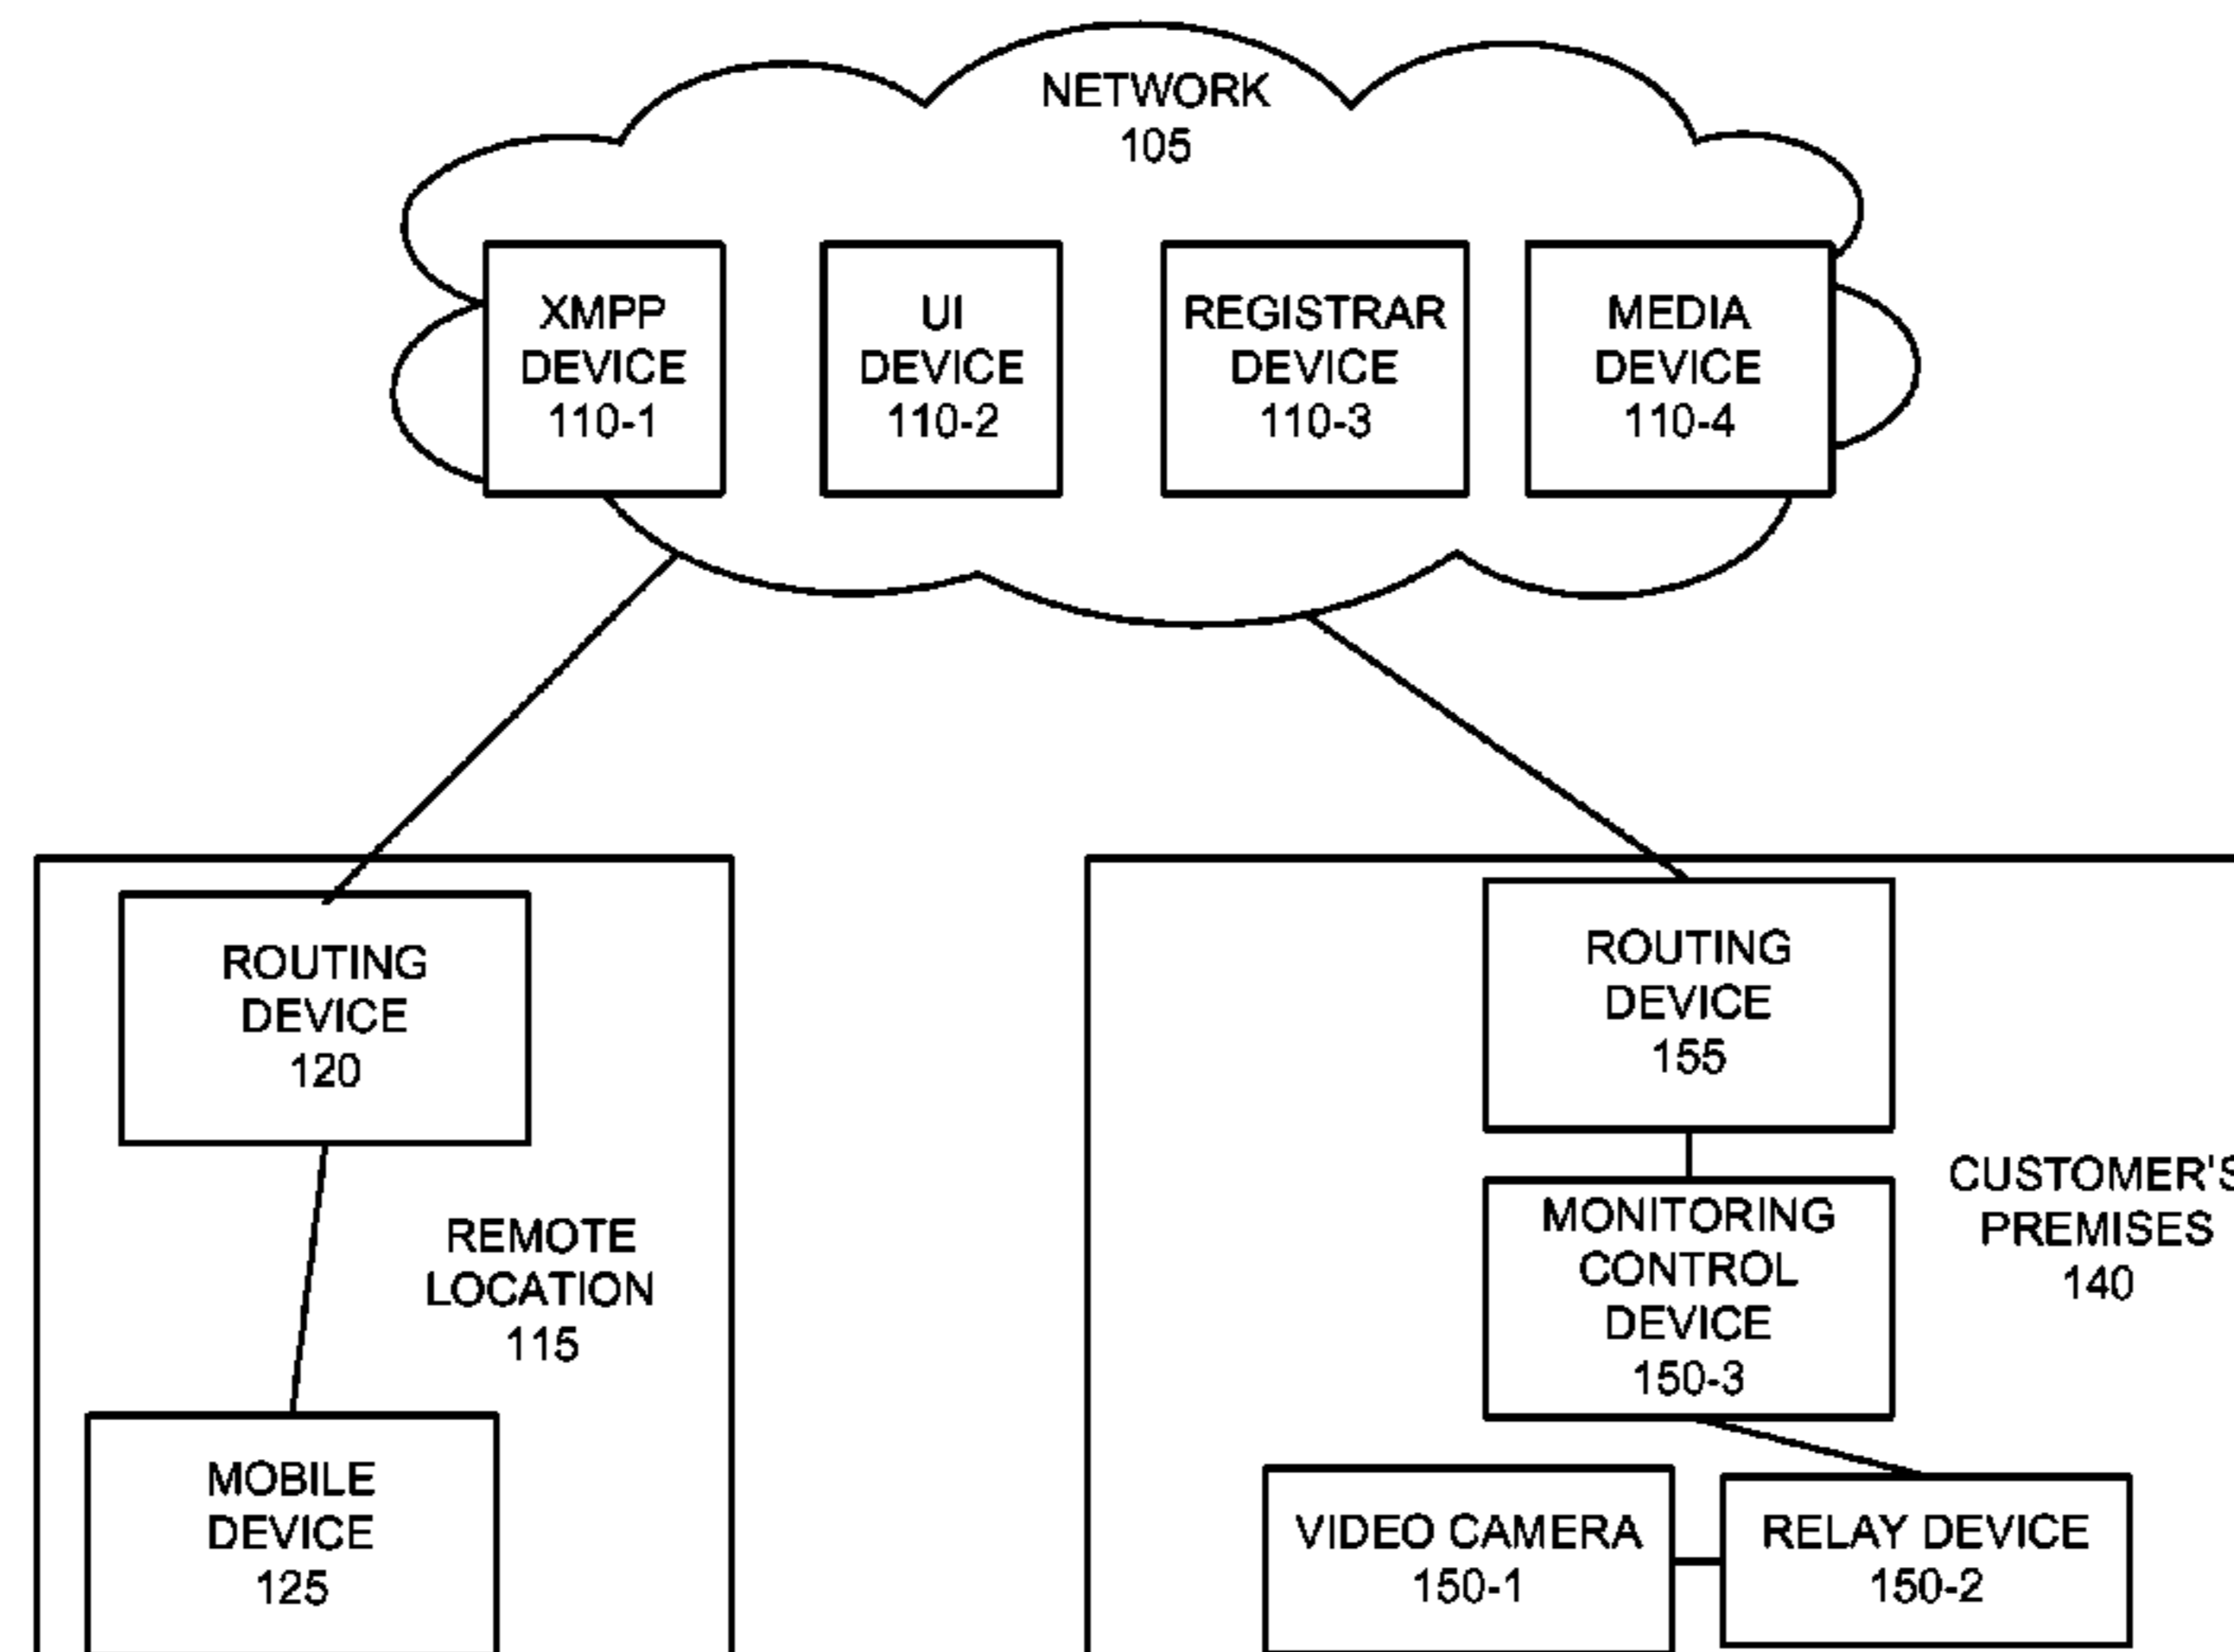 NETWORK
105
XMPP
DEVICE
110-1
UI
DEVICE
110-2
REGISTRAR
DEVICE
110-3
MEDIA
DEVICE
110-4
ROUTING
DEVICE
120
REMOTE
LOCATION
115
MOBILE
DEVICE
125
ROUTING
DEVICE
155
MONITORING
CONTROL
DEVICE
150-3
CUSTOMER'S
PREMISES
140
VIDEO CAMERA
150-1
RELAY DEVICE
150-2